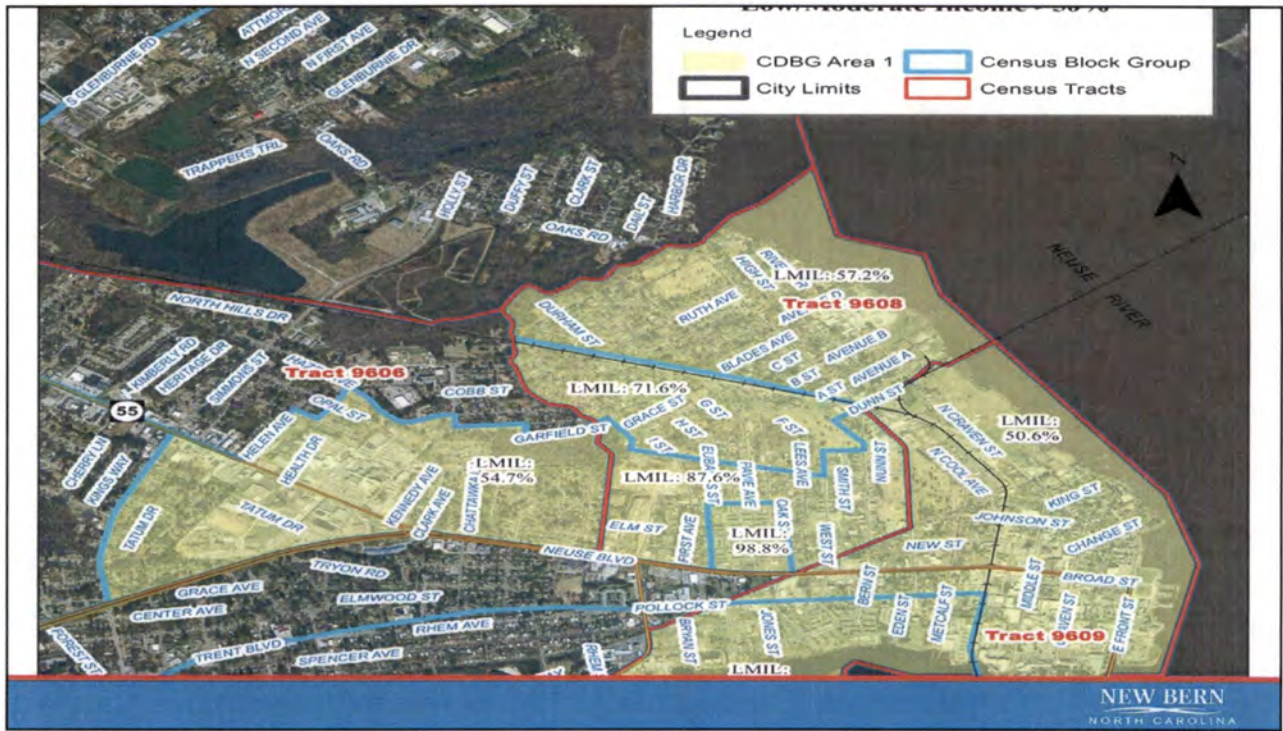 Low/Moderate Income > 50%
Legend
CDBG Area 1
Census Block Group
City Limits
Census Tracts
S GLENBURNIE RD
N SECOND AVE
N FIRST AVE
GLENBURNIE DR
TRAPPERS TRL
OAKS RD
HOLLY ST
DUFFY ST
CLARK ST
OAKS RD
DAIL ST
HARBOR DR
NEUSE RIVER
NORTH HILLS DR
KIMBERLY RD
HERITAGE DR
SIMMONS ST
55
Tract 9606
COBB ST
DURHAM ST
RUTH AVE
HIGH ST
LMIL: 57.2%
Tract 9608
BLADES AVE
C ST
B ST
AVENUE B
A ST
AVENUE A
DUNN ST
LMIL: 71.6%
GRACE ST
G ST
H ST
I ST
F ST
GARFIELD ST
HELEN AVE
OPAL ST
HEALTH DR
CHERRY LN
KINGS WAY
TATUM DR
TATUM DR
KENNEDY AVE
CLARK AVE
LMIL:
54.7%
LMIL: 87.6%
PAVIE AVE
LEES AVE
SMITH ST
NUNN ST
N CRAVEN ST
N COOL AVE
LMIL:
50.6%
KING ST
JOHNSON ST
CHANGE ST
ELM ST
FIRST AVE
LMIL:
98.8%
WEST ST
NEW ST
NEUSE BLVD
BROAD ST
GRACE AVE
TRYON RD
CENTER AVE
ELMWOOD ST
FOREST ST
TRENT BLVD
RHEM AVE
SPENCER AVE
POLLOCK ST
BRYAN ST
JONES ST
BERN ST
EDEN ST
METCALF ST
MIDDLE ST
E FRONT ST
Tract 9609
LMIL:
NEW BERN
NORTH CAROLINA